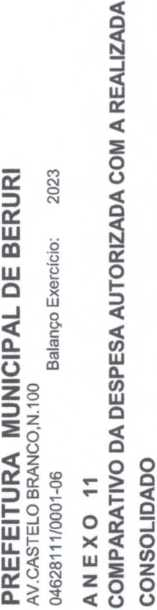 PREFEITURA MUNICIPAL DE BERURI
AV.CASTELO BRANCO,N.100
04628111/0001-06 Balanço Exercício: 2023
A N E X O 11
COMPARATIVO DA DESPESA AUTORIZADA COM A REALIZADA
CONSOLIDADO